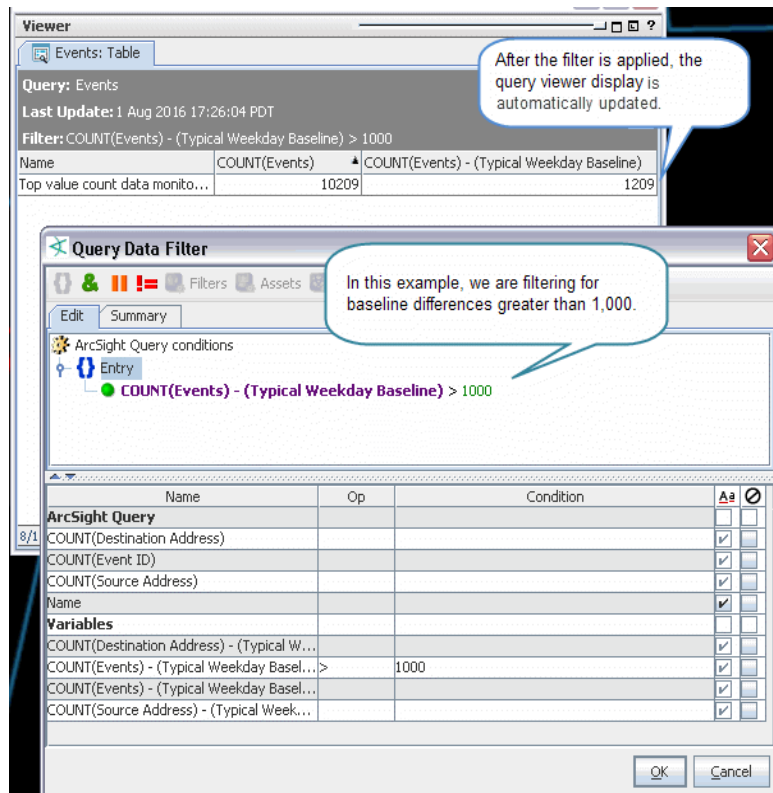 Viewer
?
Events: Table
After the filter is applied, the
query viewer display is
automatically updated.
Query: Events
Last Update: 1 Aug 2016 17:26:04 PDT
Filter: COUNT(Events) - (Typical Weekday Baseline) > 1000
Name COUNT(Events) COUNT(Events) - (Typical Weekday Baseline)
Top value count data monito... 10209 1209
Query Data Filter
{} & != Filters Assets
In this example, we are filtering for
baseline differences greater than 1,000.
Edit Summary
ArcSight Query conditions
{} Entry
COUNT(Events) - (Typical Weekday Baseline) > 1000
Name Op Condition Aa
ArcSight Query
8/1
COUNT(Destination Address)
COUNT(Event ID)
COUNT(Source Address)
Name
Variables
COUNT(Destination Address) - (Typical W...
COUNT(Events) - (Typical Weekday Basel... > 1000
COUNT(Events) - (Typical Weekday Basel...
COUNT(Source Address) - (Typical Week...
OK Cancel